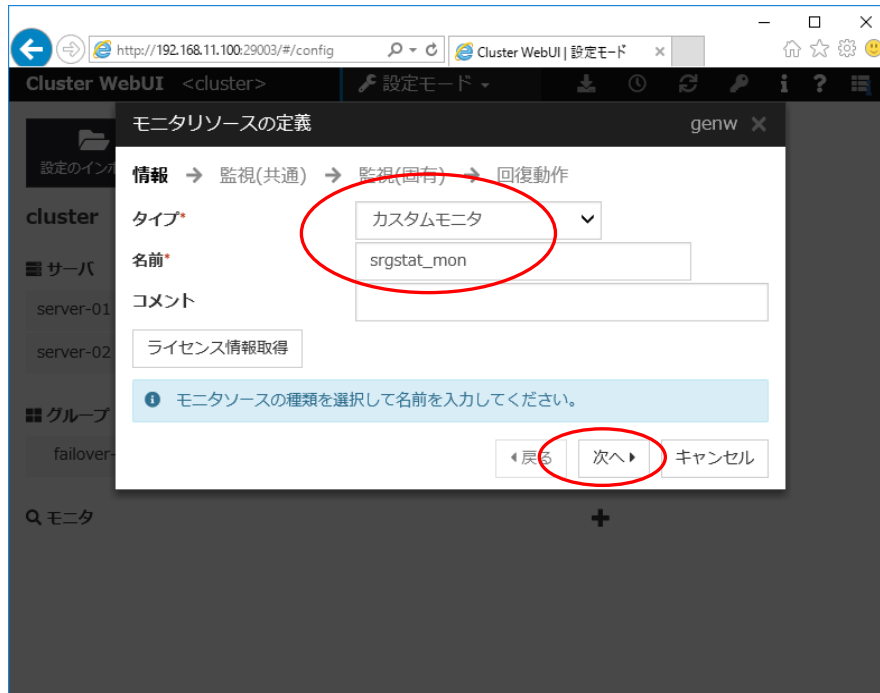 http://192.168.11.100:29003/#/config
Cluster WebUI | 設定モード
Cluster WebUI <cluster>
設定モード
設定のインポ
モニタリソースの定義
genw
情報 → 監視(共通) → 監視(固有) → 回復動作
cluster
タイプ*
カスタムモニタ
サーバ
名前*
srgstat_mon
server-01
コメント
server-02
ライセンス情報取得
モニタソースの種類を選択して名前を入力してください。
グループ
failover-
戻る
次へ
キャンセル
モニタ